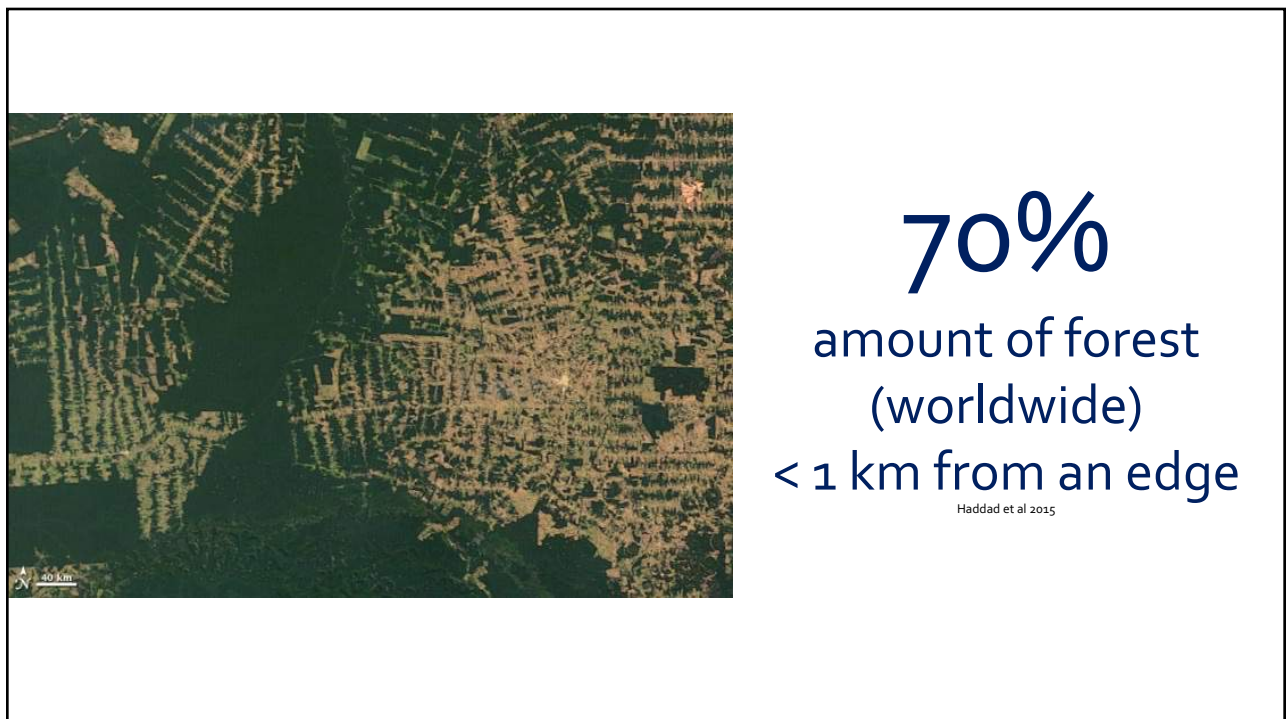 70%
amount of forest
(worldwide)
< 1 km from an edge
Haddad et al 2015
N
40 km